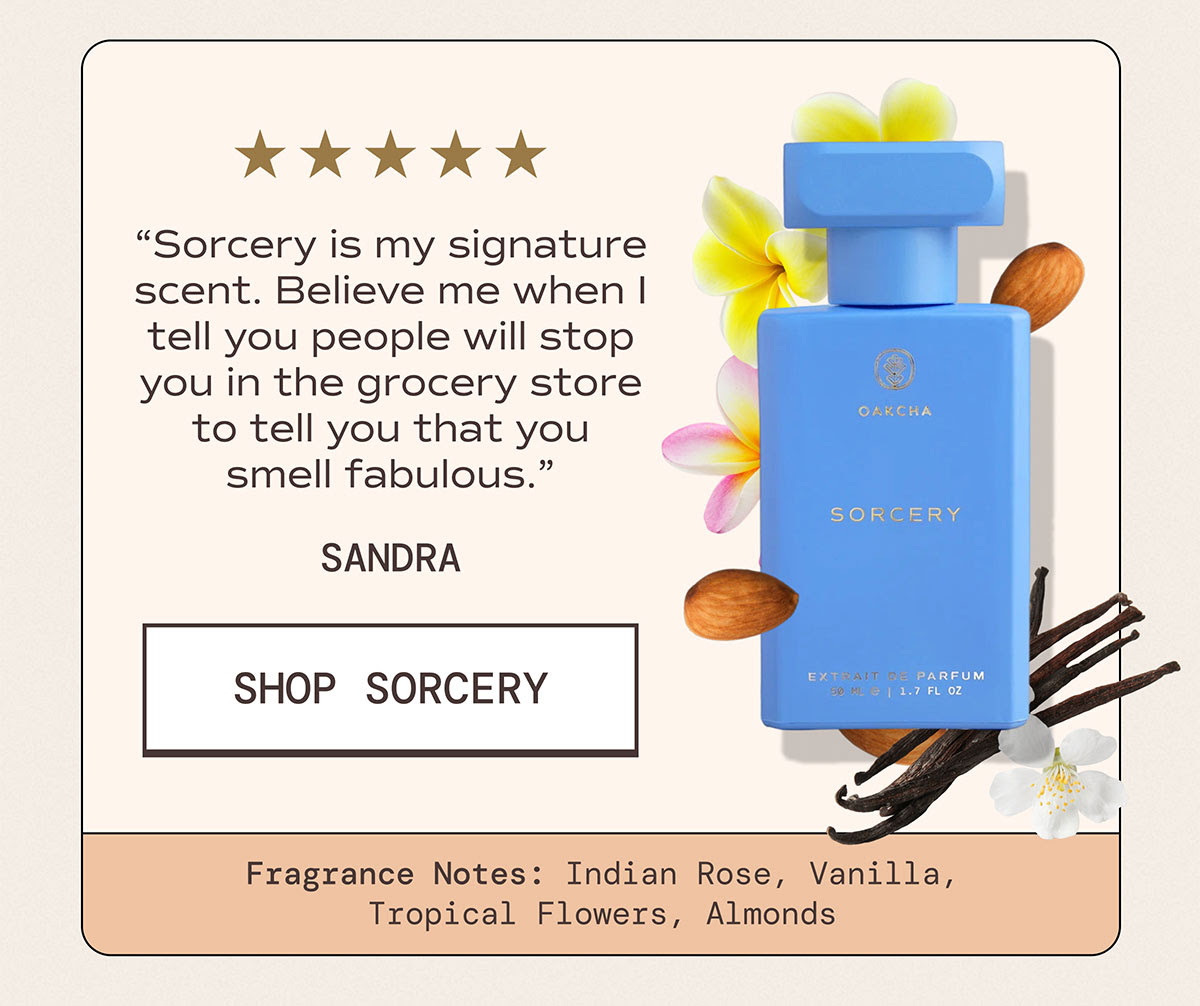 “Sorcery is my signature
scent. Believe me when I
tell you people will stop
you in the grocery store
to tell you that you
smell fabulous.”
SANDRA
SHOP SORCERY
OAKCHA
SORCERY
EXTRAIT DE PARFUM
50 ML ℮ | 1.7 FL OZ
Fragrance Notes: Indian Rose, Vanilla,
Tropical Flowers, Almonds